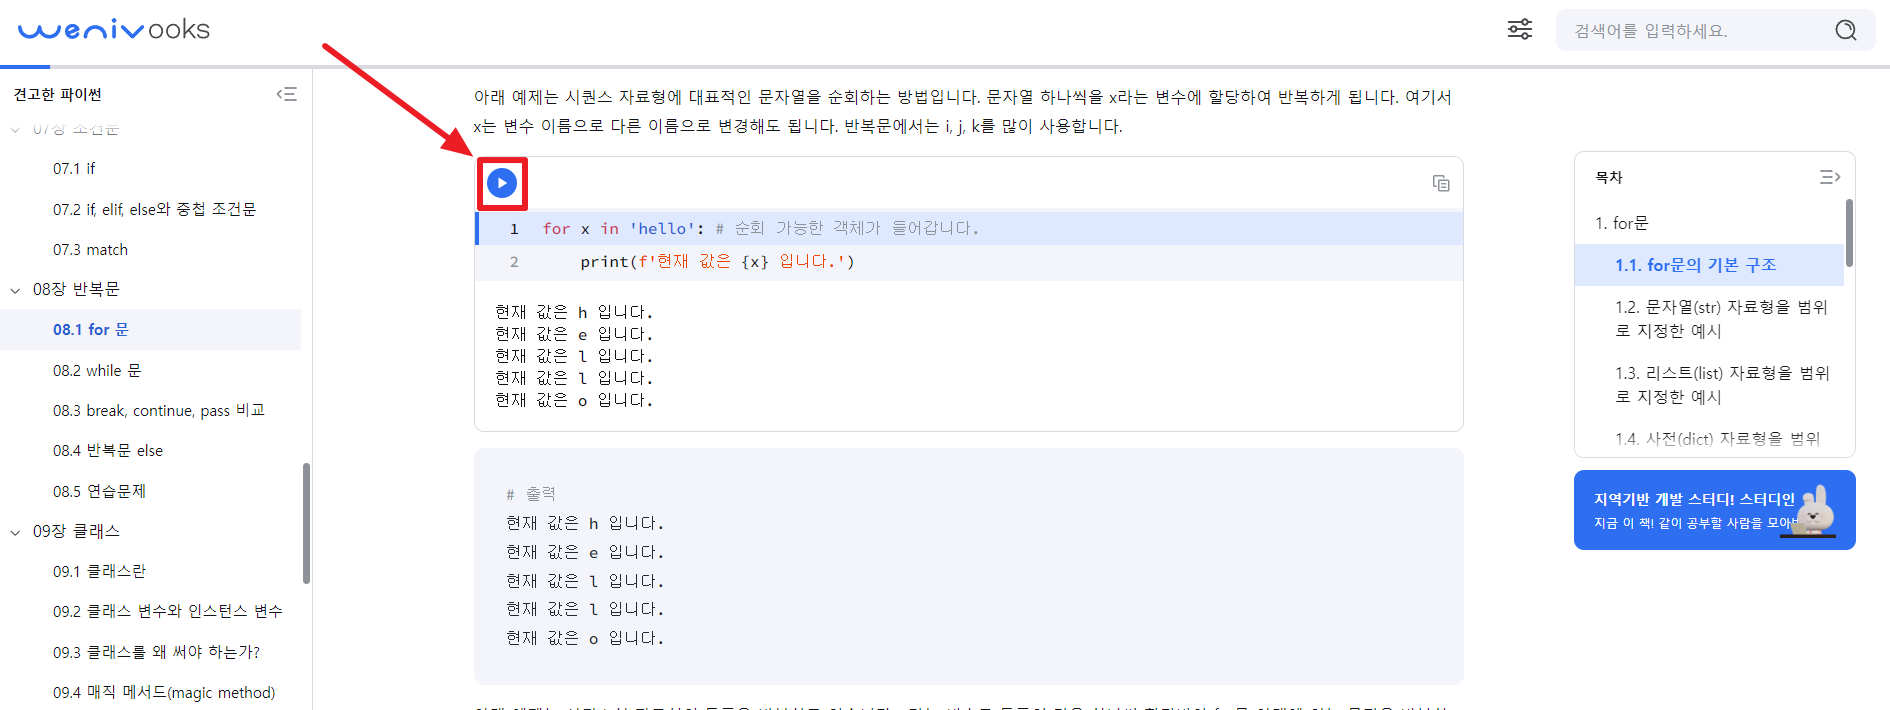 wenivooks
검색어를 입력하세요.
견고한 파이썬
07장 조건문
07.1 if
07.2 if, elif, else와 중첩 조건문
07.3 match
08장 반복문
08.1 for 문
08.2 while 문
08.3 break, continue, pass 비교
08.4 반복문 else
08.5 연습문제
09장 클래스
09.1 클래스란
09.2 클래스 변수와 인스턴스 변수
09.3 클래스를 왜 써야 하는가?
09.4 매직 메서드(magic method)
아래 예제는 시퀀스 자료형에 대표적인 문자열을 순회하는 방법입니다. 문자열 하나씩을 x라는 변수에 할당하여 반복하게 됩니다. 여기서
x는 변수 이름으로 다른 이름으로 변경해도 됩니다. 반복문에서는 i, j, k를 많이 사용합니다.
1 for x in 'hello': # 순회 가능한 객체가 들어갑니다.
2 print(f'현재 값은 {x} 입니다.')
현재 값은 h 입니다.
현재 값은 e 입니다.
현재 값은 l 입니다.
현재 값은 l 입니다.
현재 값은 o 입니다.
# 출력
현재 값은 h 입니다.
현재 값은 e 입니다.
현재 값은 l 입니다.
현재 값은 l 입니다.
현재 값은 o 입니다.
목차
1. for문
1.1. for문의 기본 구조
1.2. 문자열(str) 자료형을 범위
로 지정한 예시
1.3. 리스트(list) 자료형을 범위
로 지정한 예시
1.4. 사전(dict) 자료형을 범위
지역기반 개발 스터디! 스터디인
지금 이 책! 같이 공부할 사람을